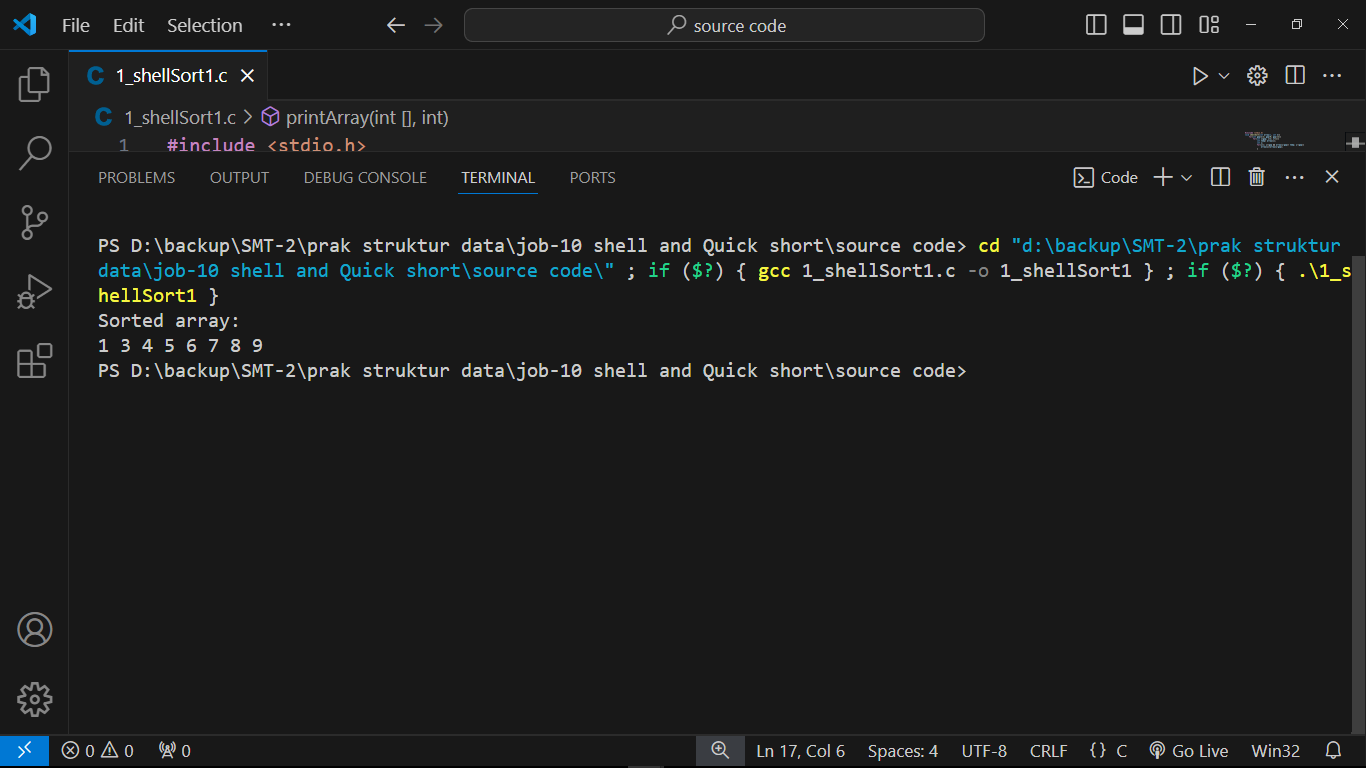 File Edit Selection ··· source code
1_shellSort1.c
1_shellSort1.c > printArray(int [], int)
1 #include <stdio.h>
PROBLEMS OUTPUT DEBUG CONSOLE TERMINAL PORTS Code
PS D:\backup\SMT-2\prak struktur data\job-10 shell and Quick short\source code> cd "d:\backup\SMT-2\prak struktur
data\job-10 shell and Quick short\source code\" ; if ($?) { gcc 1_shellSort1.c -o 1_shellSort1 } ; if ($?) { .\1_s
hellSort1 }
Sorted array:
1 3 4 5 6 7 8 9
PS D:\backup\SMT-2\prak struktur data\job-10 shell and Quick short\source code>
0 0 0 Ln 17, Col 6 Spaces: 4 UTF-8 CRLF {} C Go Live Win32